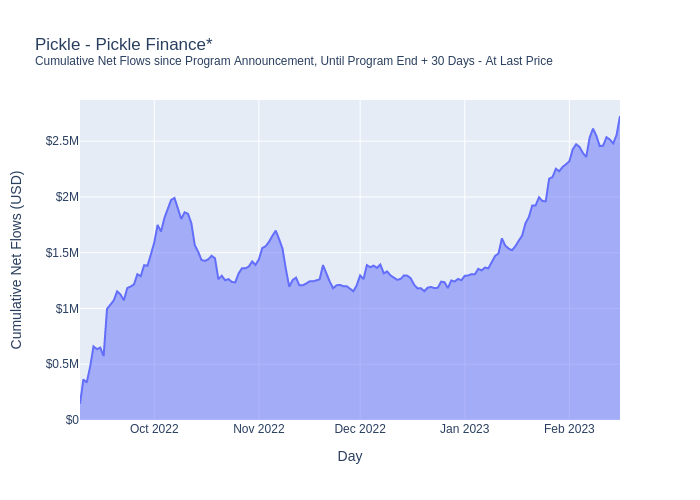 Pickle - Pickle Finance*
Cumulative Net Flows since Program Announcement, Until Program End + 30 Days - At Last Price
Cumulative Net Flows (USD)
$2.5M
$2M
$1.5M
$1M
$0.5M
$0
Oct 2022
Nov 2022
Dec 2022
Jan 2023
Feb 2023
Day